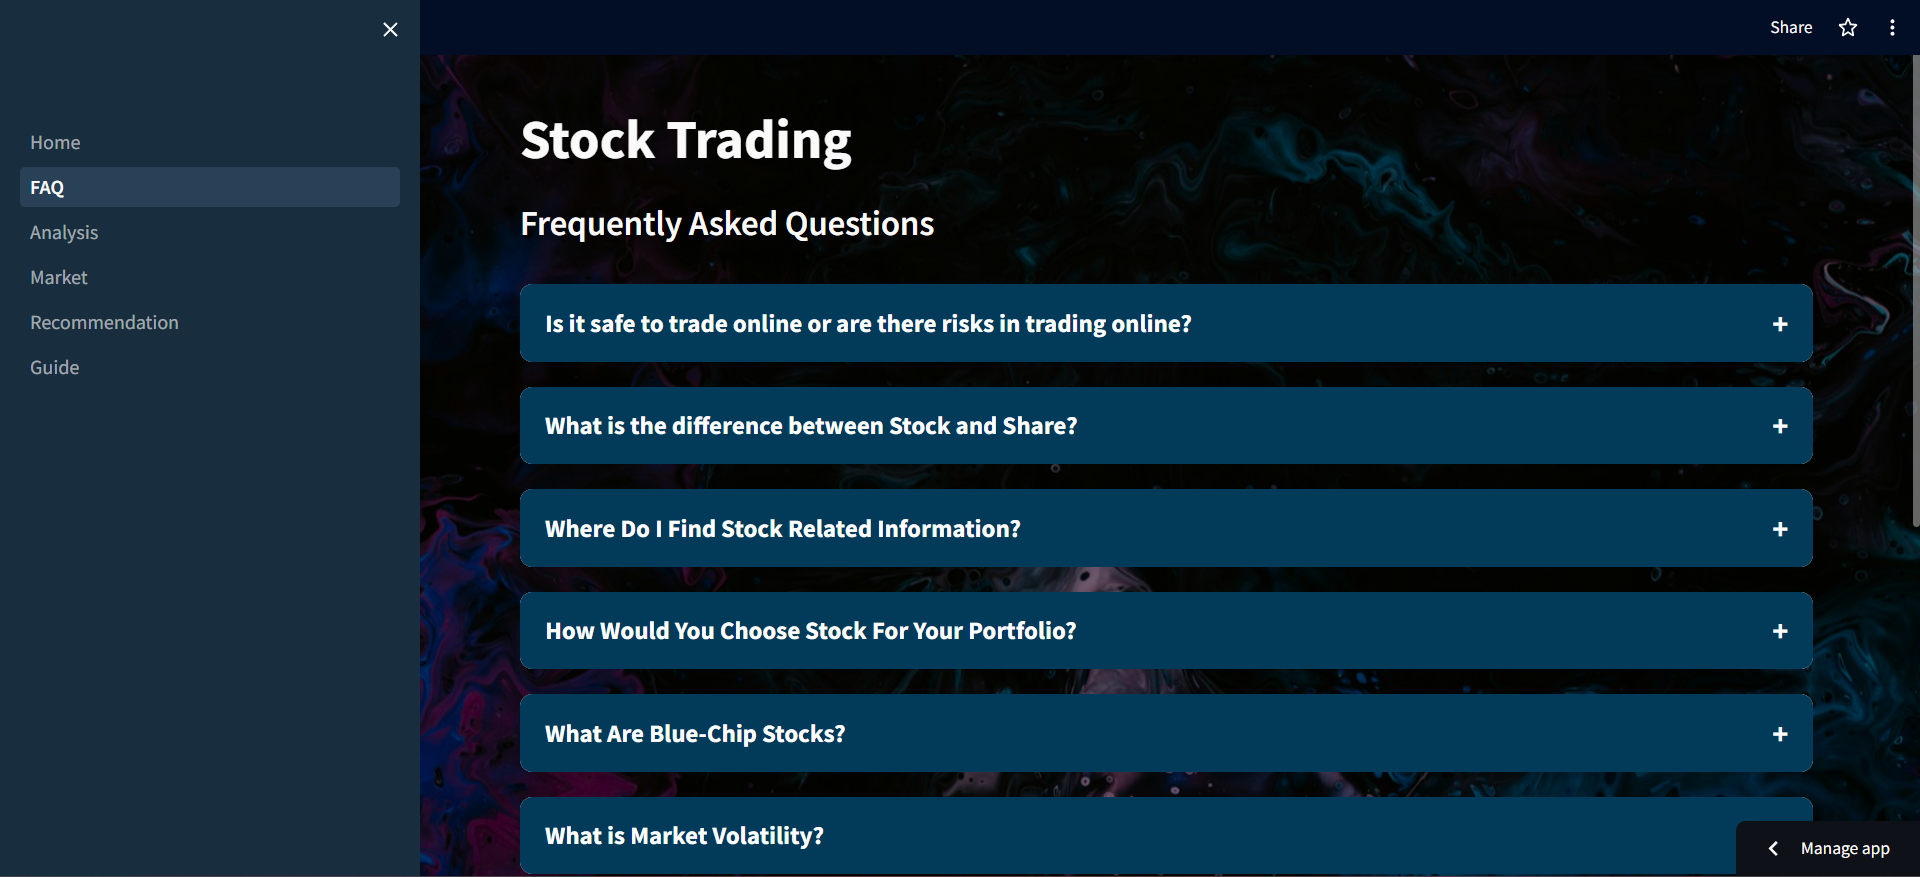 Share
Home
FAQ
Analysis
Market
Recommendation
Guide
Stock Trading
Frequently Asked Questions
Is it safe to trade online or are there risks in trading online?
What is the difference between Stock and Share?
Where Do I Find Stock Related Information?
How Would You Choose Stock For Your Portfolio?
What Are Blue-Chip Stocks?
What is Market Volatility?
Manage app